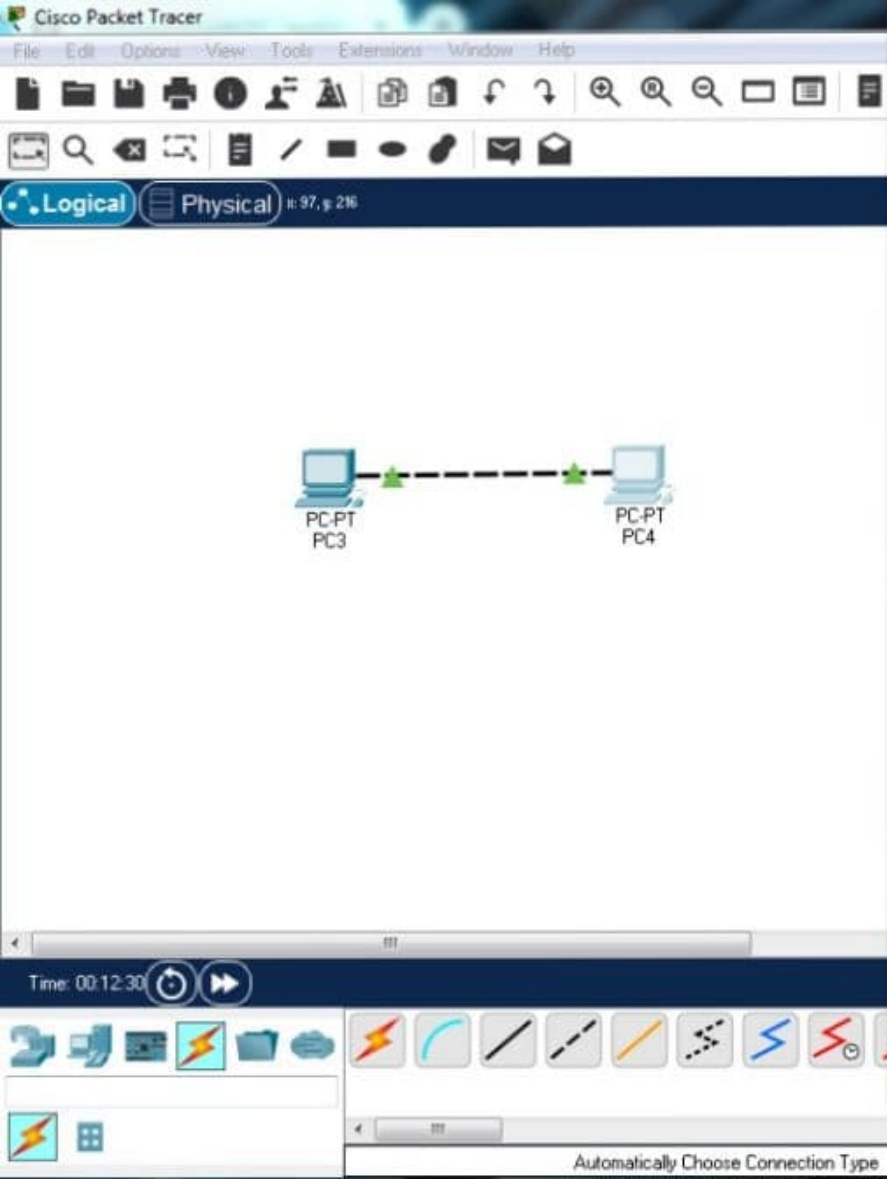 Cisco Packet Tracer
File Edit Options View Tools Extensions Window Help
Logical Physical x: 97, y: 216
PC-PT PC-PT
PC3 PC4
Time: 00:12:30
Automatically Choose Connection Type